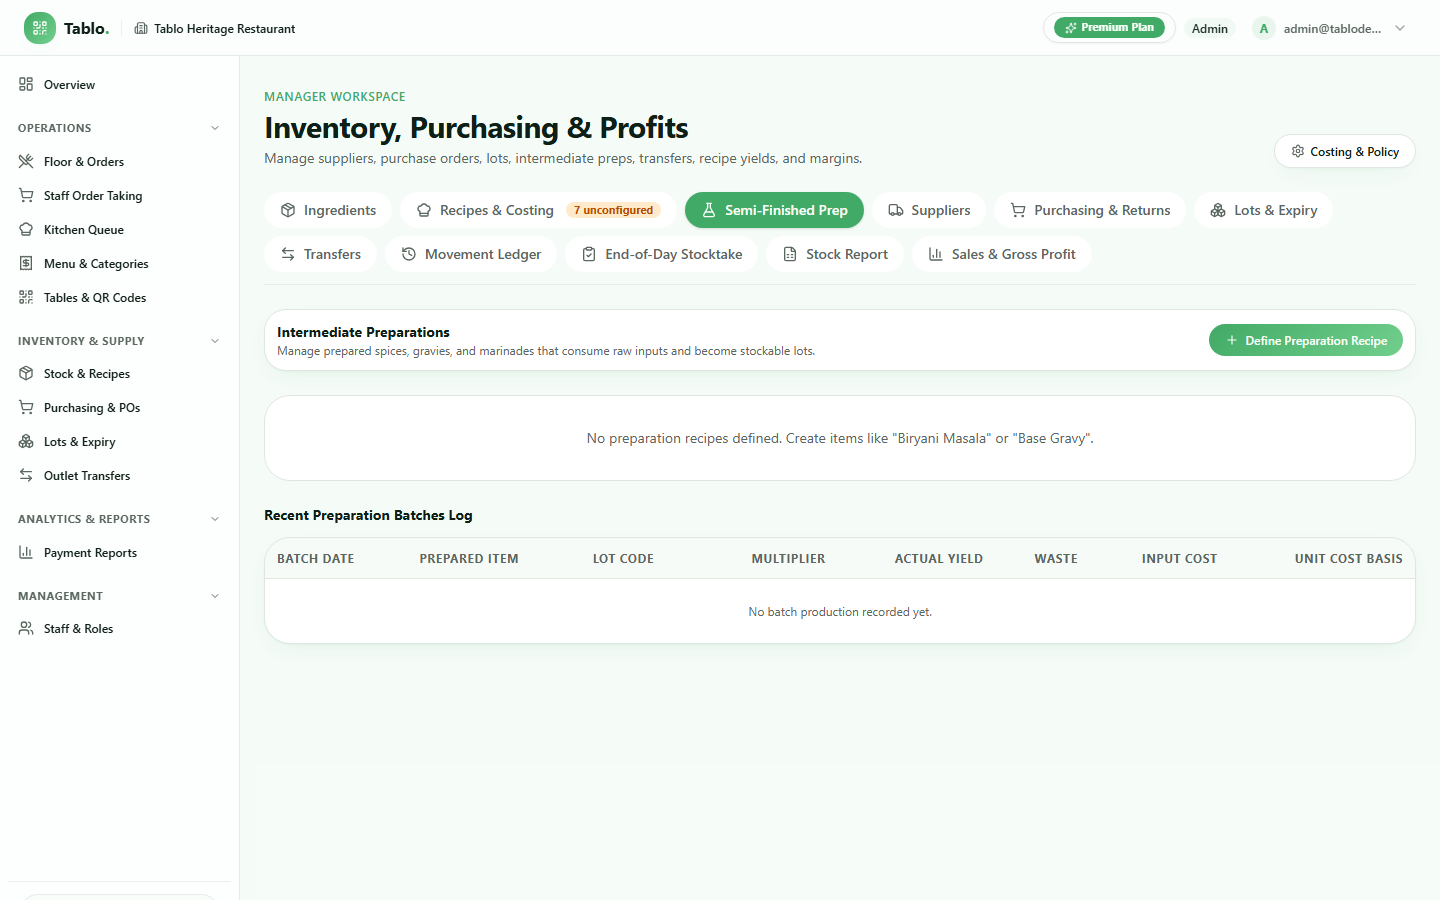 Tablo.
Tablo Heritage Restaurant
Premium Plan
Admin
A
admin@tablode...
Overview
OPERATIONS
Floor & Orders
Staff Order Taking
Kitchen Queue
Menu & Categories
Tables & QR Codes
INVENTORY & SUPPLY
Stock & Recipes
Purchasing & POs
Lots & Expiry
Outlet Transfers
ANALYTICS & REPORTS
Payment Reports
MANAGEMENT
Staff & Roles
MANAGER WORKSPACE
Inventory, Purchasing & Profits
Manage suppliers, purchase orders, lots, intermediate preps, transfers, recipe yields, and margins.
Costing & Policy
Ingredients
Recipes & Costing 7 unconfigured
Semi-Finished Prep
Suppliers
Purchasing & Returns
Lots & Expiry
Transfers
Movement Ledger
End-of-Day Stocktake
Stock Report
Sales & Gross Profit
Intermediate Preparations
Manage prepared spices, gravies, and marinades that consume raw inputs and become stockable lots.
Define Preparation Recipe
No preparation recipes defined. Create items like "Biryani Masala" or "Base Gravy".
Recent Preparation Batches Log
BATCH DATE PREPARED ITEM LOT CODE MULTIPLIER ACTUAL YIELD WASTE INPUT COST UNIT COST BASIS
No batch production recorded yet.